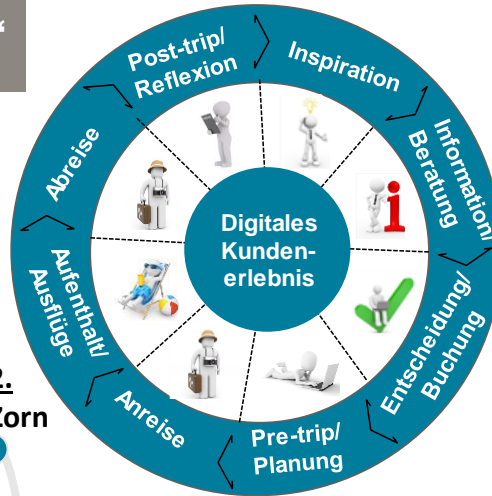 “
Post-trip/
Reflexion
Inspiration
Information/
Beratung
Entscheidung/
Buchung
Pre-trip/
Planung
Anreise
Aufenthalt/
Ausflüge
Abreise
Digitales
Kunden-
erlebnis
2.
Zorn